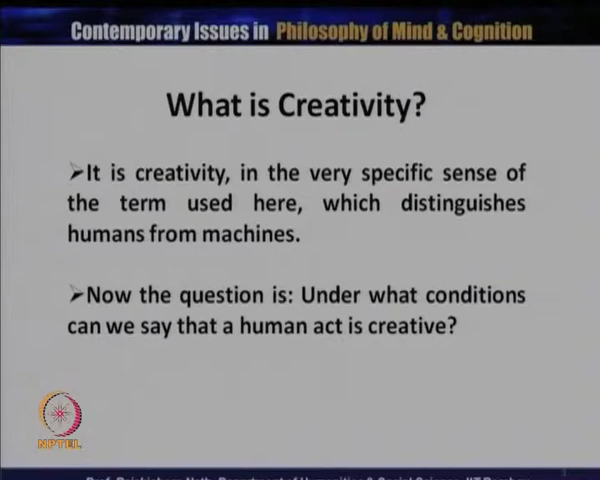 Contemporary Issues in Philosophy of Mind & Cognition
What is Creativity?
➢It is creativity, in the very specific sense of
the term used here, which distinguishes
humans from machines.
➢Now the question is: Under what conditions
can we say that a human act is creative?
NPTEL